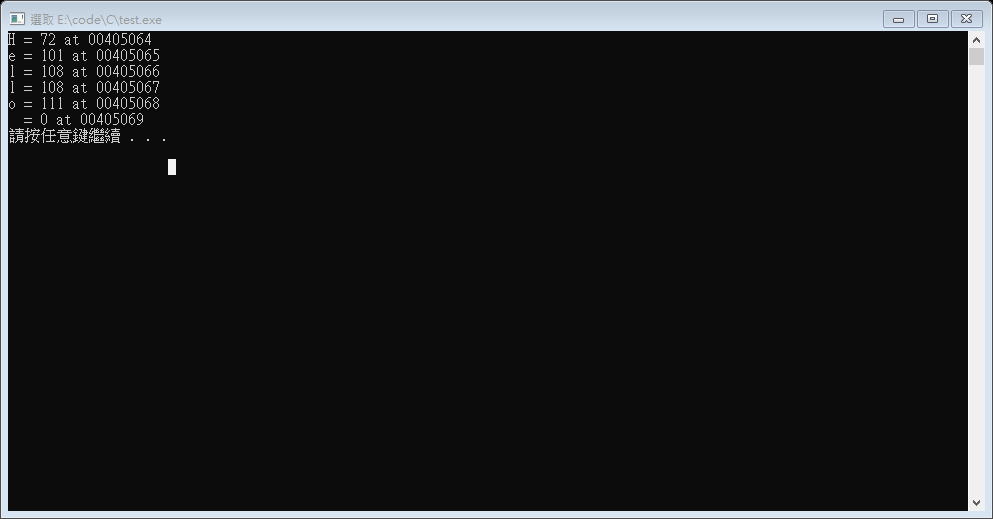 選取 E:\code\C\test.exe
H = 72 at 00405064
e = 101 at 00405065
l = 108 at 00405066
l = 108 at 00405067
o = 111 at 00405068
  = 0 at 00405069
請按任意鍵繼續 . . .